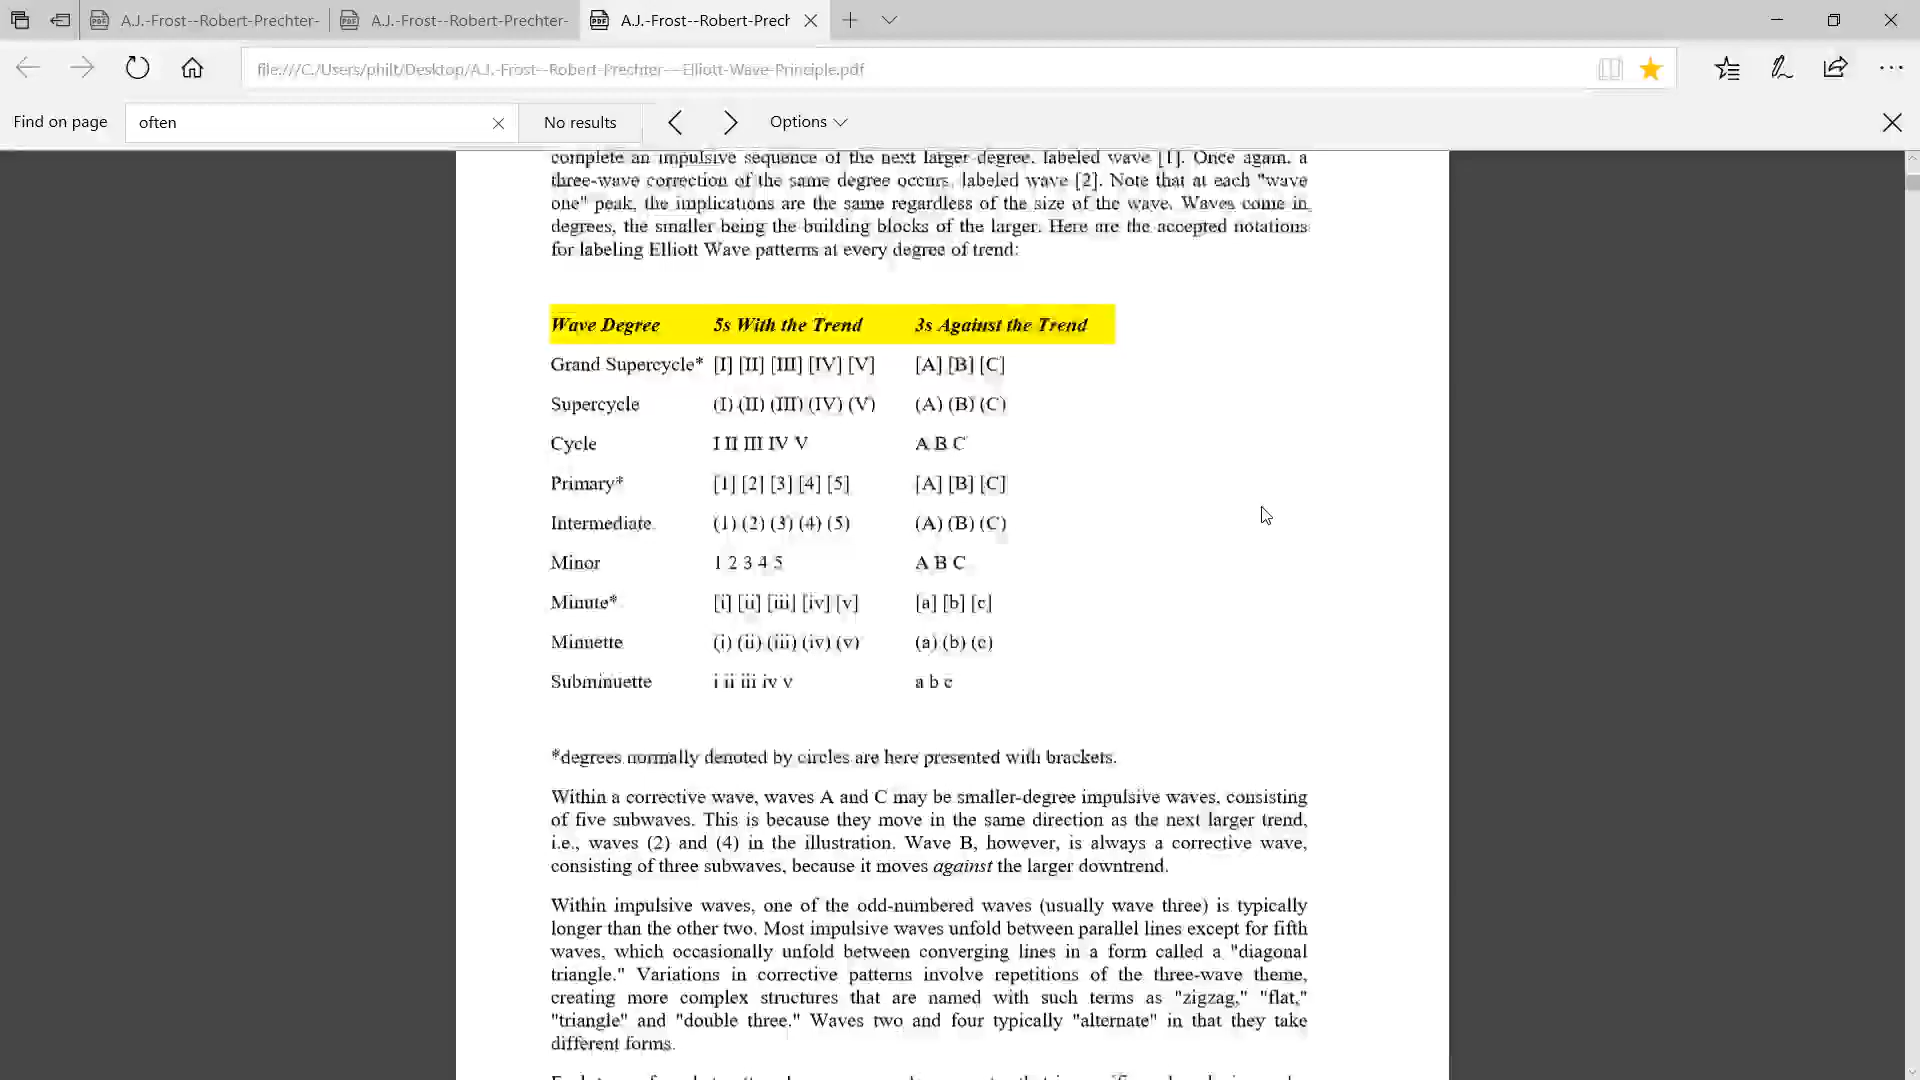 A.J.-Frost--Robert-Prechter- A.J.-Frost--Robert-Prechter- A.J.-Frost--Robert-Prech
file:///C:/Users/philt/Desktop/A.J.-Frost--Robert-Prechter---Elliott-Wave-Principle.pdf
Find on page often No results Options
complete an impulsive sequence of the next larger degree, labeled wave [1]. Once again, a
three-wave correction of the same degree occurs, labeled wave [2]. Note that at each "wave
one" peak, the implications are the same regardless of the size of the wave. Waves come in
degrees, the smaller being the building blocks of the larger. Here are the accepted notations
for labeling Elliott Wave patterns at every degree of trend:
Wave Degree 5s With the Trend 3s Against the Trend
Grand Supercycle* [I] [II] [III] [IV] [V] [A] [B] [C]
Supercycle (I) (II) (III) (IV) (V) (A) (B) (C)
Cycle I II III IV V A B C
Primary* [1] [2] [3] [4] [5] [A] [B] [C]
Intermediate (1) (2) (3) (4) (5) (A) (B) (C)
Minor 1 2 3 4 5 A B C
Minute* [i] [ii] [iii] [iv] [v] [a] [b] [c]
Minuette (i) (ii) (iii) (iv) (v) (a) (b) (c)
Subminuette i ii iii iv v a b c
*degrees normally denoted by circles are here presented with brackets.
Within a corrective wave, waves A and C may be smaller-degree impulsive waves, consisting
of five subwaves. This is because they move in the same direction as the next larger trend,
i.e., waves (2) and (4) in the illustration. Wave B, however, is always a corrective wave,
consisting of three subwaves, because it moves against the larger downtrend.
Within impulsive waves, one of the odd-numbered waves (usually wave three) is typically
longer than the other two. Most impulsive waves unfold between parallel lines except for fifth
waves, which occasionally unfold between converging lines in a form called a "diagonal
triangle." Variations in corrective patterns involve repetitions of the three-wave theme,
creating more complex structures that are named with such terms as "zigzag," "flat,"
"triangle" and "double three." Waves two and four typically "alternate" in that they take
different forms.